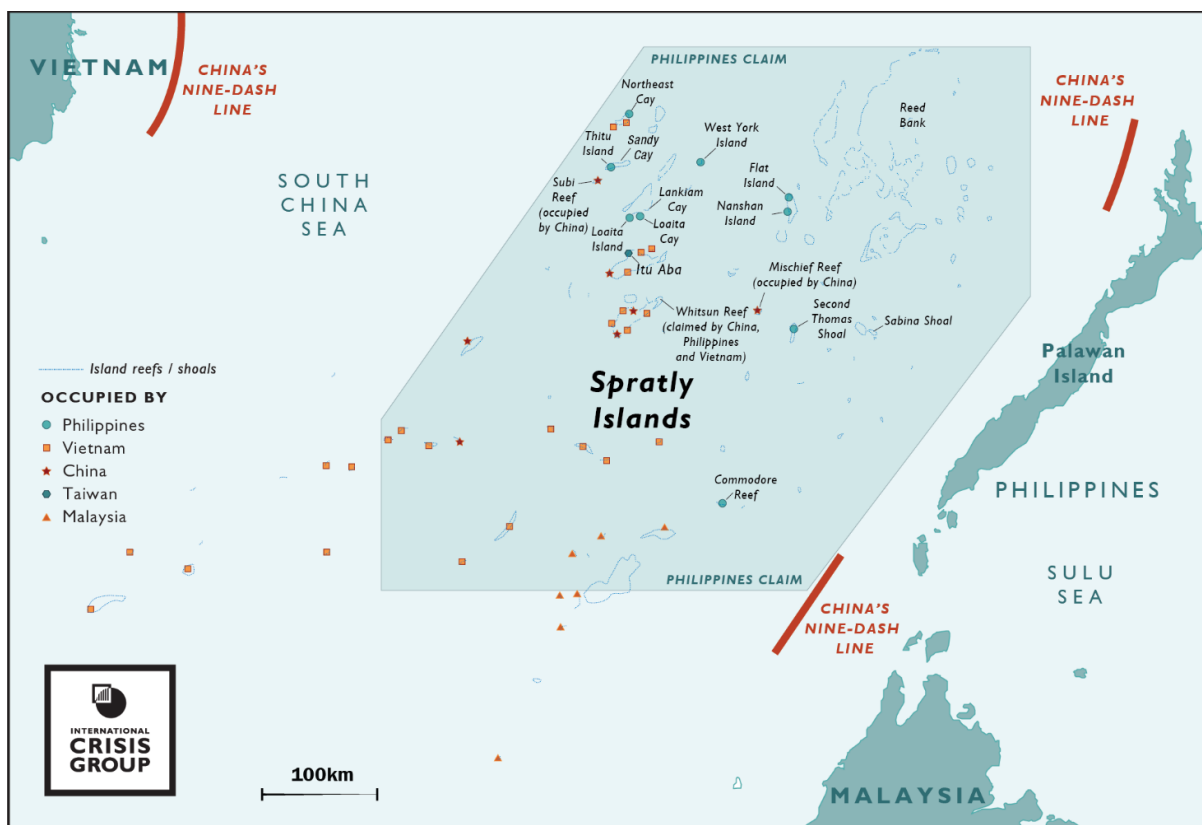 VIETNAM
CHINA'S
NINE-DASH
LINE
SOUTH
CHINA
SEA
PHILIPPINES CLAIM
Northeast
Cay
Thitu
Island
Sandy
Cay
West York
Island
Reed
Bank
Subi
Reef
(occupied
by China)
Lankiam
Cay
Flat
Island
Nanshan
Island
Loaita
Island
Loaita
Cay
Itu Aba
Mischief Reef
(occupied by China)
Whitsun Reef
(claimed by China,
Philippines
and Vietnam)
Second
Thomas
Shoal
Sabina Shoal
Spratly
Islands
Commodore
Reef
PHILIPPINES CLAIM
CHINA'S
NINE-DASH
LINE
Palawan
Island
PHILIPPINES
SULU
SEA
CHINA'S
NINE-DASH
LINE
MALAYSIA
Island reefs / shoals
OCCUPIED BY
Philippines
Vietnam
China
Taiwan
Malaysia
INTERNATIONAL
CRISIS
GROUP
100km